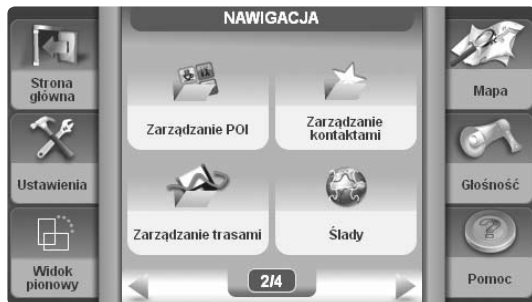 NAWIGACJA
Strona
główna
Ustawienia
Widok
pionowy
Zarządzanie POI
Zarządzanie
kontaktami
Zarządzanie trasami
Ślady
2/4
Mapa
Głośność
Pomoc